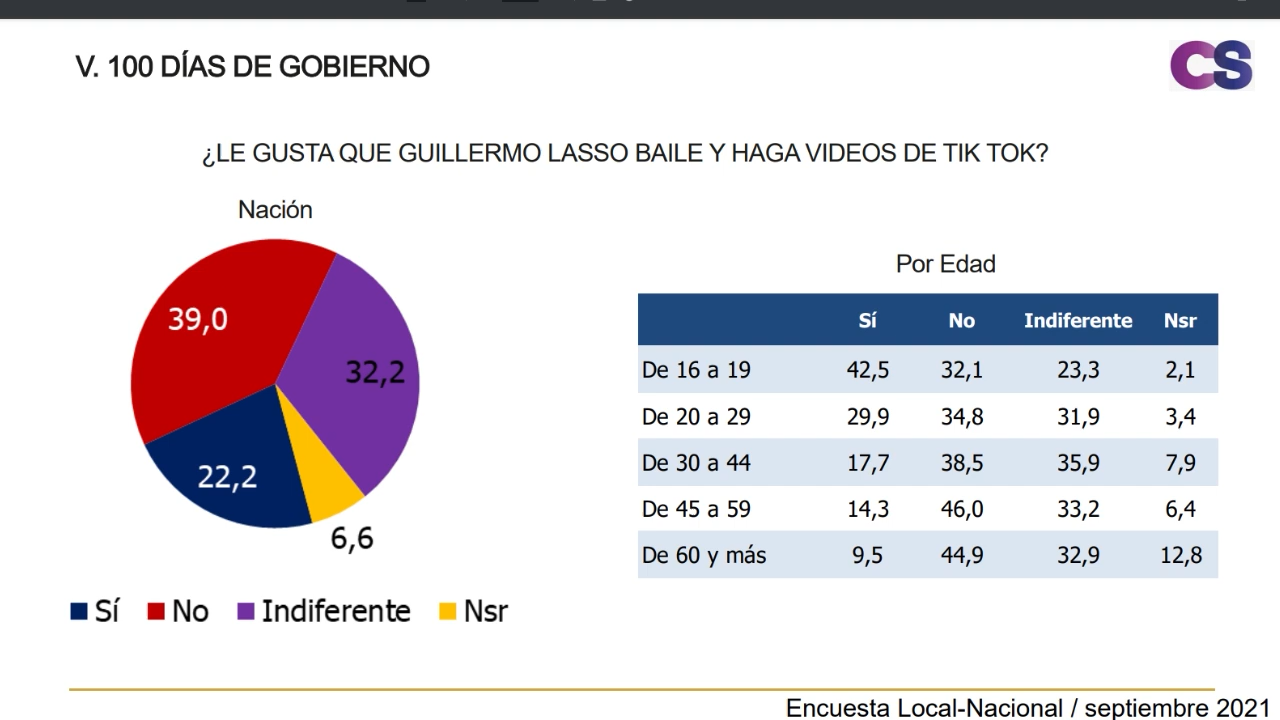 V. 100 DÍAS DE GOBIERNO
CS
¿LE GUSTA QUE GUILLERMO LASSO BAILE Y HAGA VIDEOS DE TIK TOK?
Nación
39,0
32,2
22,2
6,6
Sí No Indiferente Nsr
Por Edad
Sí No Indiferente Nsr
De 16 a 19 42,5 32,1 23,3 2,1
De 20 a 29 29,9 34,8 31,9 3,4
De 30 a 44 17,7 38,5 35,9 7,9
De 45 a 59 14,3 46,0 33,2 6,4
De 60 y más 9,5 44,9 32,9 12,8
Encuesta Local-Nacional / septiembre 2021